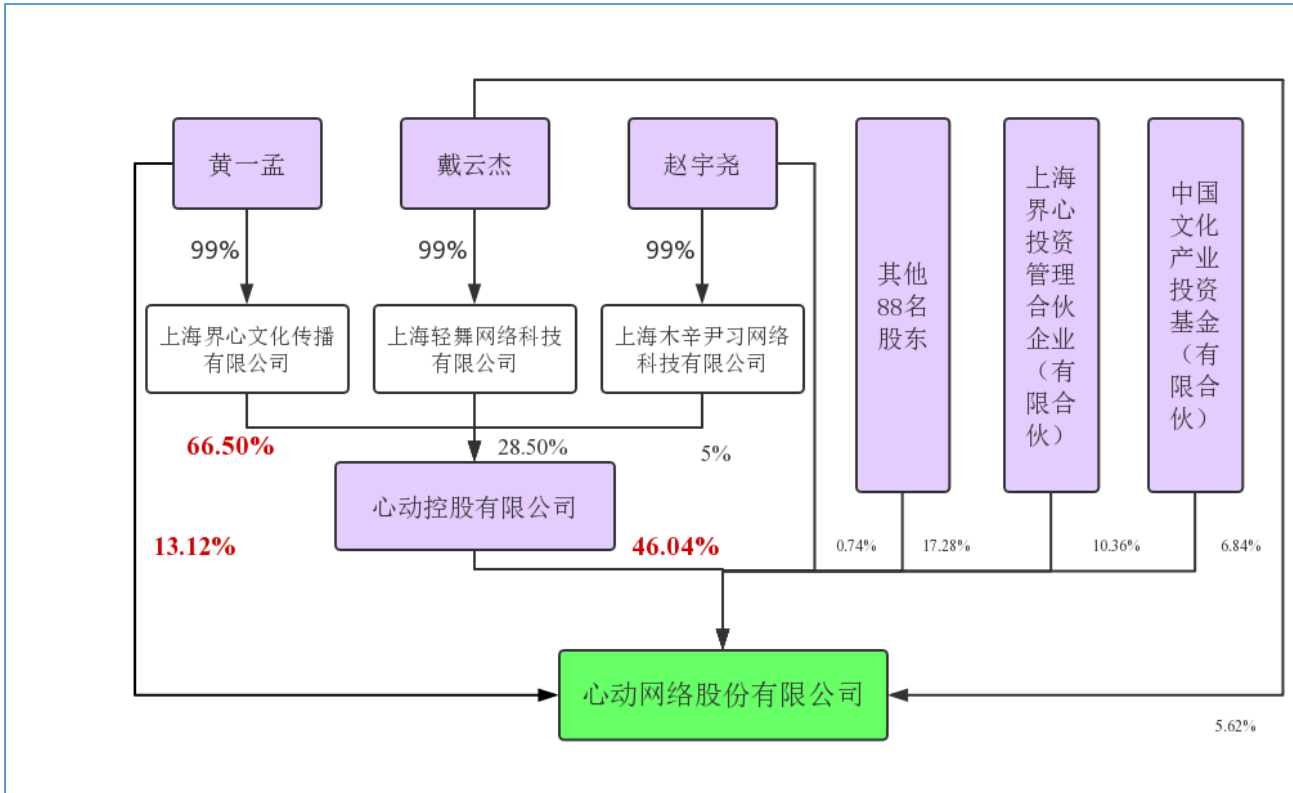 黄一孟
戴云杰
赵宇尧
其他
88名
股东
上海
界心
投资
管理
合伙
企业
（有
限合
伙）
中国
文化
产业
投资
基金
（有
限合
伙）
99%
99%
99%
上海界心文化传播
有限公司
上海轻舞网络科技
有限公司
上海木辛尹习网络
科技有限公司
66.50%
28.50%
5%
心动控股有限公司
13.12%
46.04%
0.74%
17.28%
10.36%
6.84%
心动网络股份有限公司
5.62%